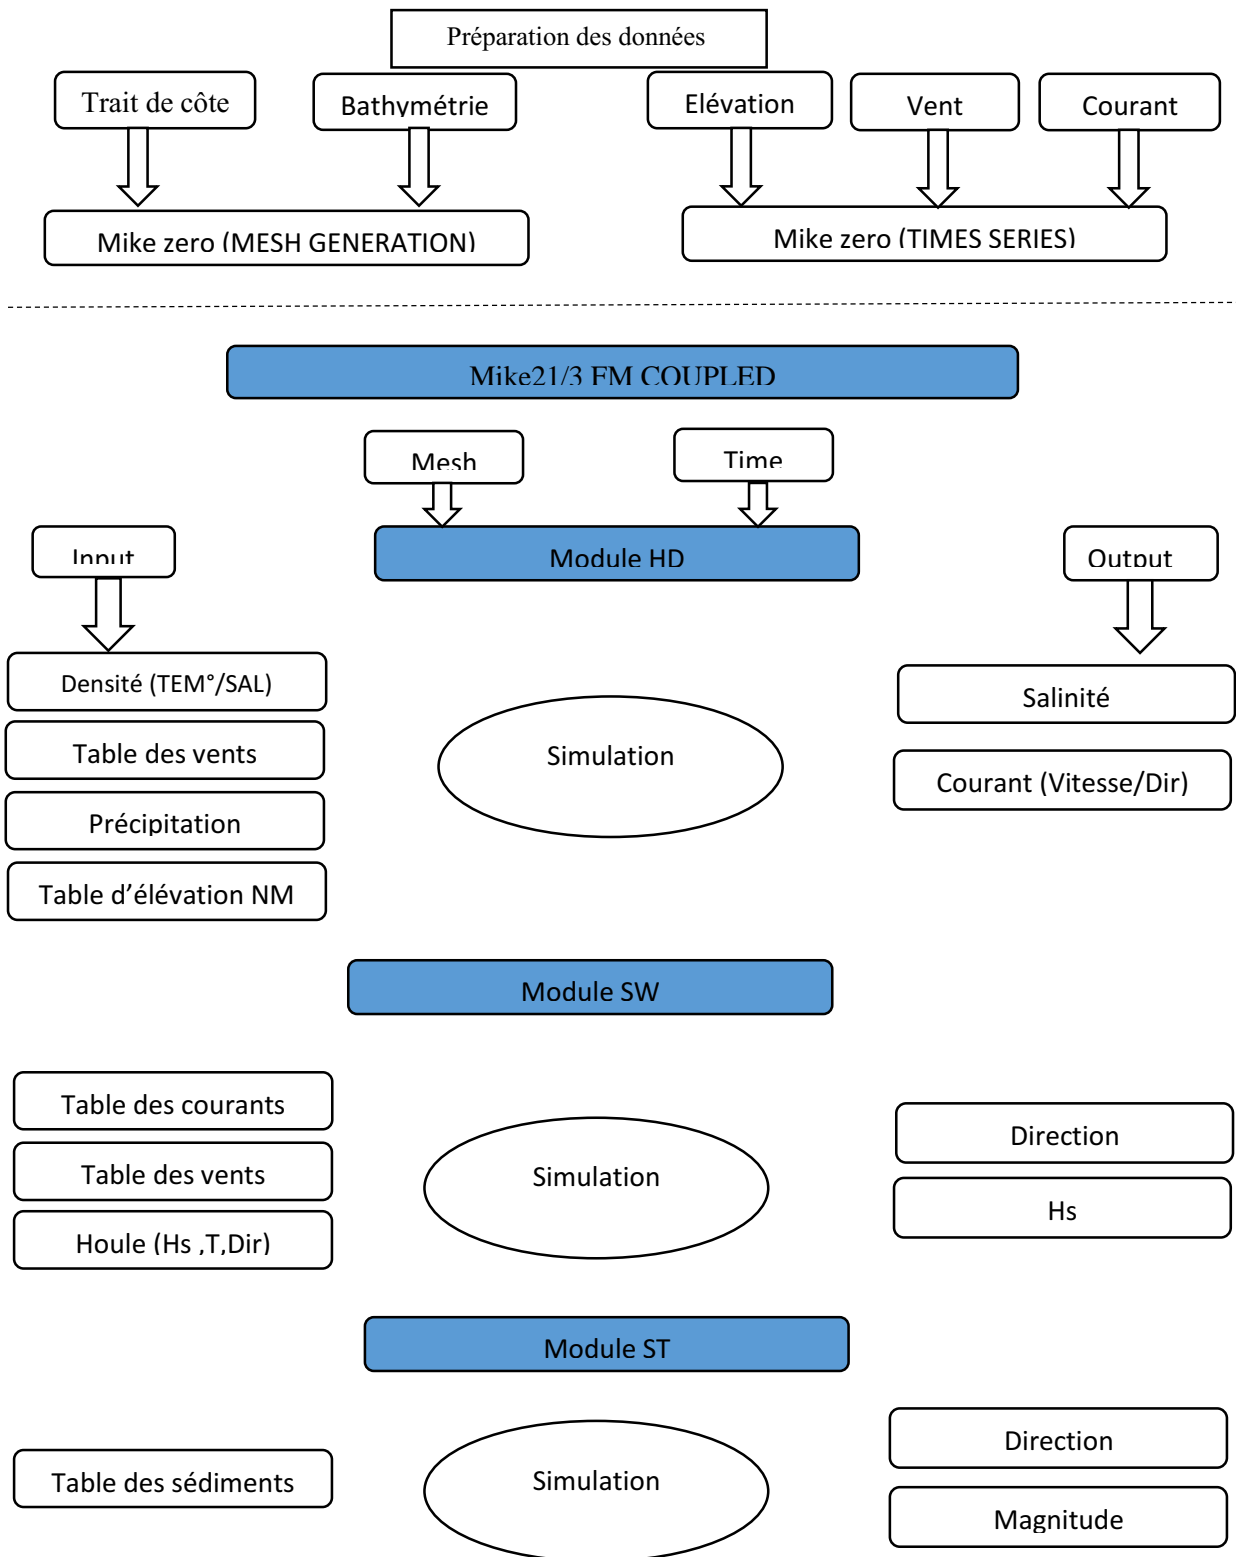 Préparation des données
Trait de côte
Bathymétrie
Elévation
Vent
Courant
Mike zero (MESH GENERATION)
Mike zero (TIMES SERIES)
Mike21/3 FM COUPLED
Mesh
Time
Input
Module HD
Output
Densité (TEM°/SAL)
Salinité
Table des vents
Simulation
Courant (Vitesse/Dir)
Précipitation
Table d’élévation NM
Module SW
Table des courants
Direction
Table des vents
Simulation
Hs
Houle (Hs ,T,Dir)
Module ST
Direction
Table des sédiments
Simulation
Magnitude